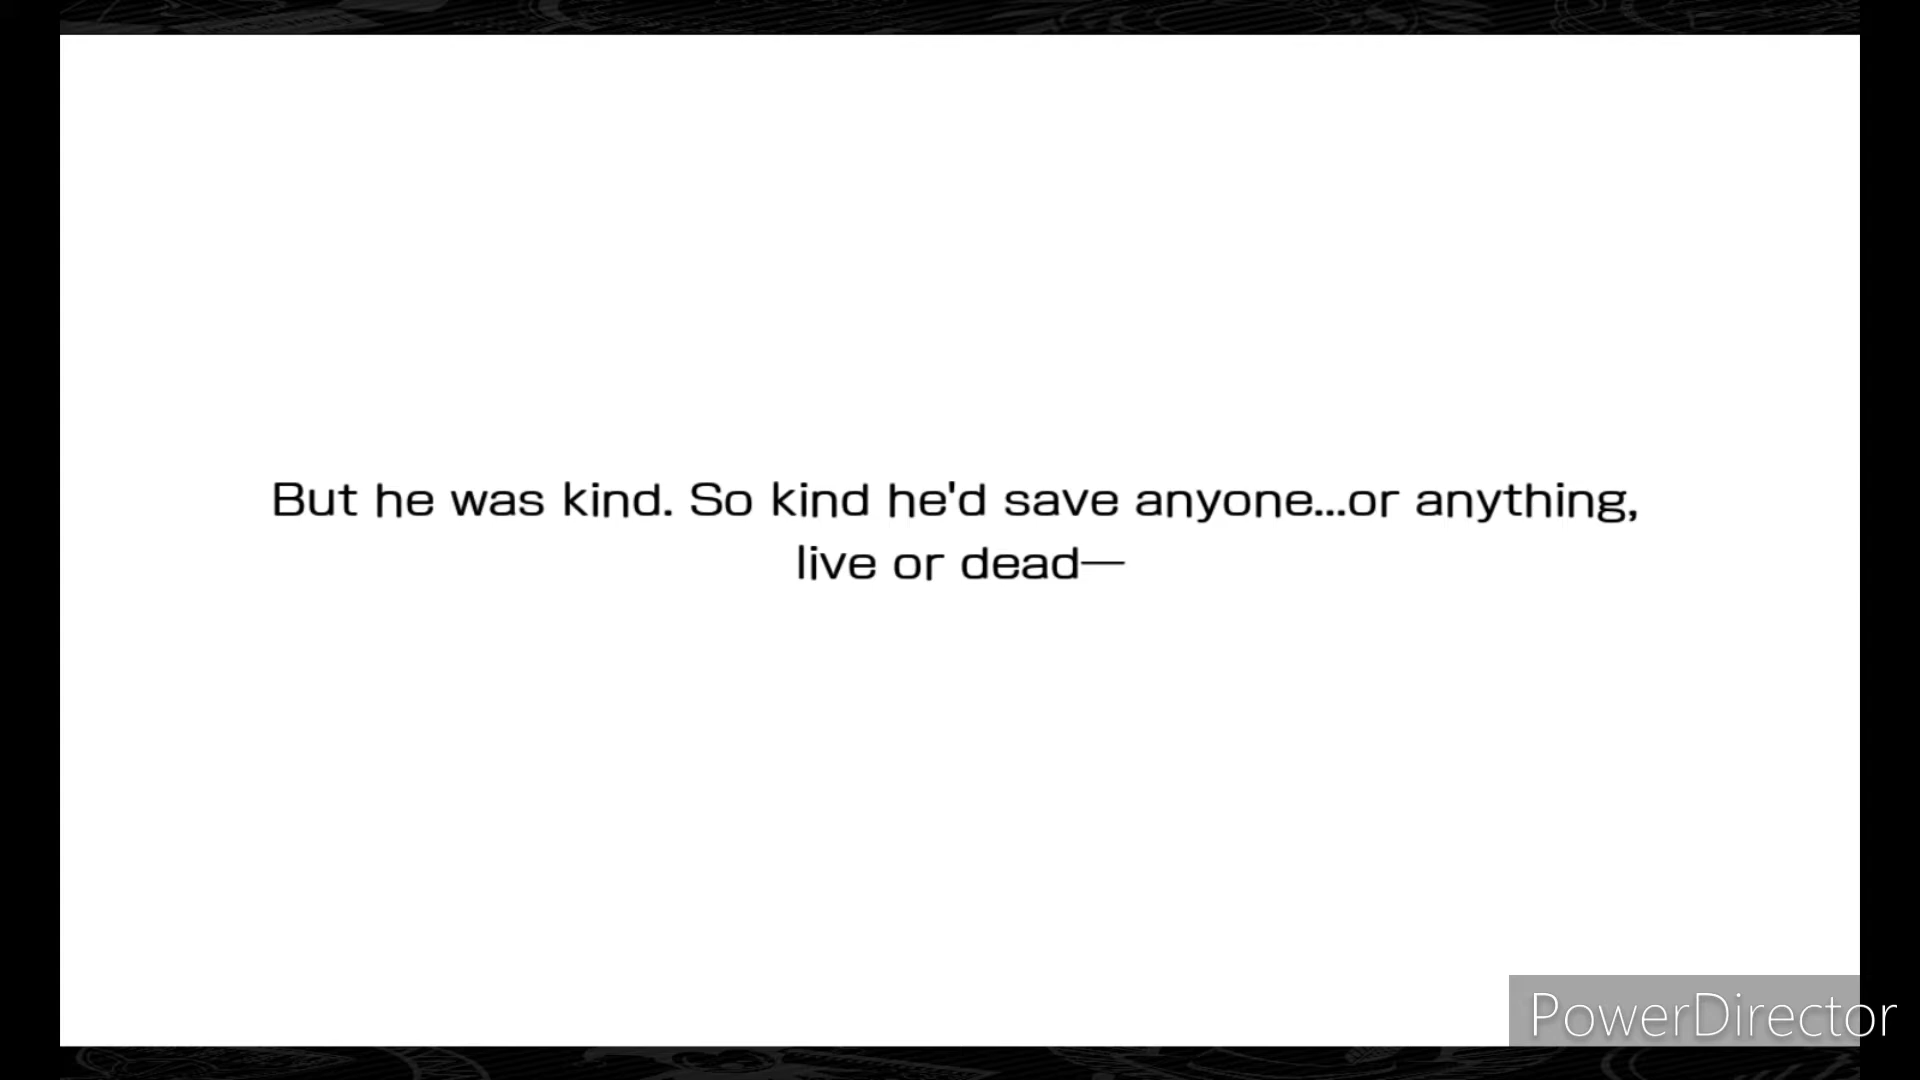 But he was kind. So kind he'd save anyone...or anything,
live or dead—
PowerDirector